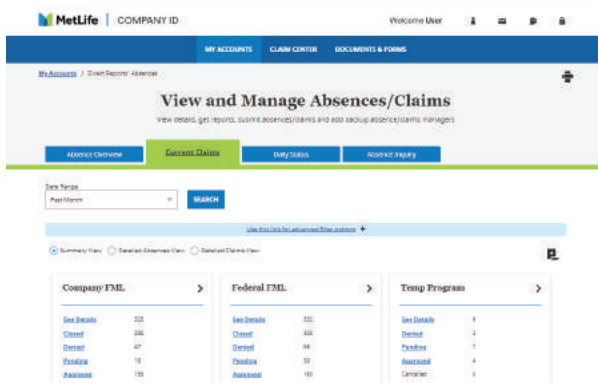 MetLife COMPANY ID Welcome User
MY ACCOUNTS CLAIM CENTER DOCUMENTS & FORMS
My Accounts / Direct Reports' Absences
View and Manage Absences/Claims
View details, get reports, submit absences/claims and add backup absence/claims managers
Absence Overview Current Claims Daily Status Absence Inquiry
Date Range
Past Month SEARCH
Use this link for advanced filter options +
Summary View Detailed Absences View Detailed Claims View
Company FML Federal FML Temp Program
See Details See Details See Details
Closed Closed Denied
Denied 47 Denied Pending
Pending Pending Approved
Approved Approved Cancelled